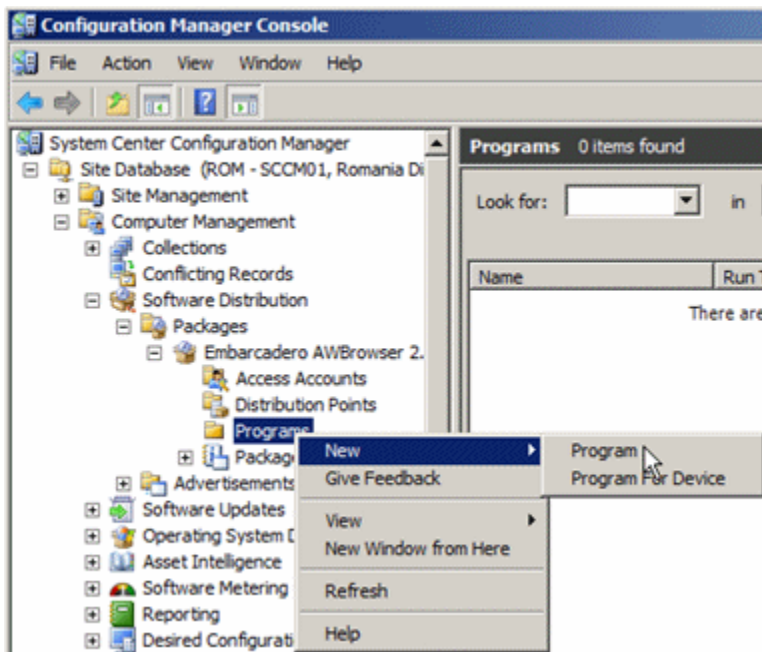 Configuration Manager Console
File Action View Window Help
System Center Configuration Manager
Site Database (ROM - SCCM01, Romania Di
Site Management
Computer Management
Collections
Conflicting Records
Software Distribution
Packages
Embarcadero AWBrowser 2.
Access Accounts
Distribution Points
Programs
Packag
Advertisements
Software Updates
Operating System D
Asset Intelligence
Software Metering
Reporting
Desired Configurati
Programs 0 items found
Look for: in
Name Run T
There are
New
Give Feedback
View
New Window from Here
Refresh
Help
Program
Program For Device